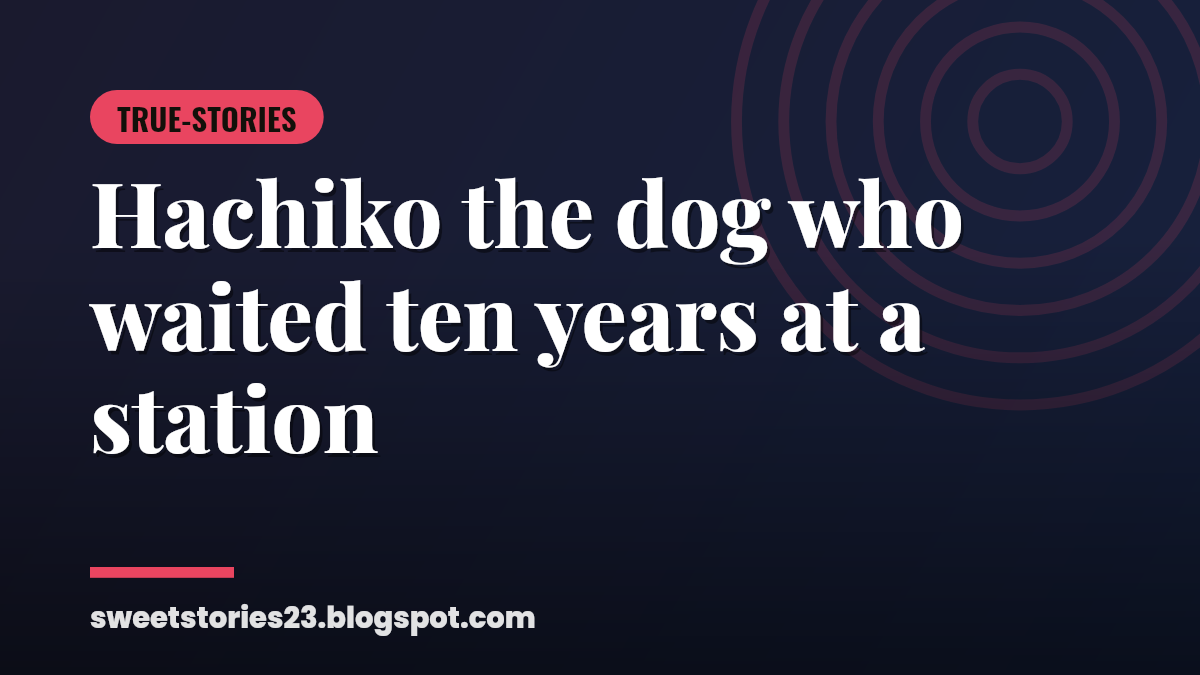 TRUE-STORIES
Hachiko the dog who
waited ten years at a
station
sweetstories23.blogspot.com